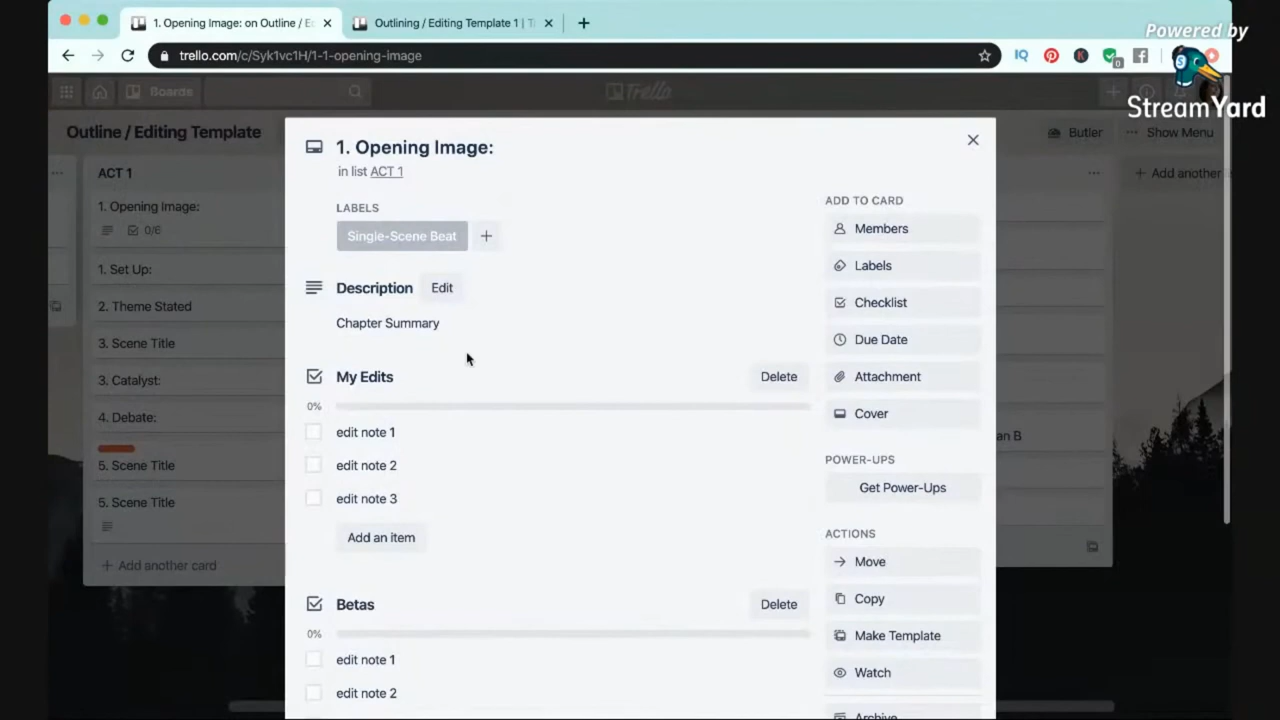 1. Opening Image: on Outline / E
Outlining / Editing Template 1 | T
Powered by
StreamYard
trello.com/c/Syk1vc1H/1-1-opening-image
IQ
Boards
Trello
Outline / Editing Template
Butler
Show Menu
ACT 1
1. Opening Image:
0/6
1. Set Up:
2. Theme Stated
3. Scene Title
3. Catalyst:
4. Debate:
5. Scene Title
5. Scene Title
+ Add another card
1. Opening Image:
in list ACT 1
LABELS
Single-Scene Beat
Description
Edit
Chapter Summary
My Edits
Delete
0%
edit note 1
edit note 2
edit note 3
Add an item
Betas
Delete
0%
edit note 1
edit note 2
ADD TO CARD
Members
Labels
Checklist
Due Date
Attachment
Cover
POWER-UPS
Get Power-Ups
ACTIONS
Move
Copy
Make Template
Watch
Archive
+ Add another
an B